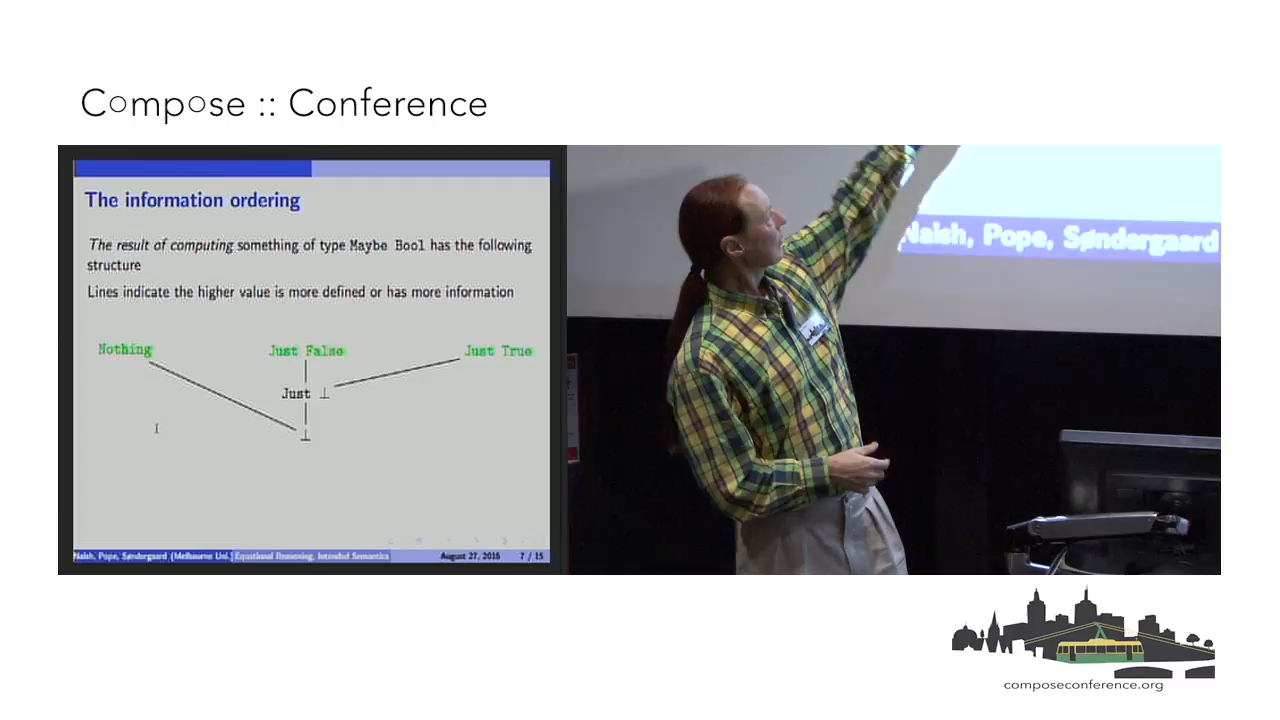 Compose :: Conference
The information ordering
The result of computing something of type Maybe Bool has the following
structure
Lines indicate the higher value is more defined or has more information
Nothing Just False Just True
Just ⊥
⊥
Naish, Pope, Søndergaard (Melbourne Uni.) Equational Reasoning, Intended Semantics August 27, 2016 7 / 15
Naish, Pope, Søndergaard
composeconference.org